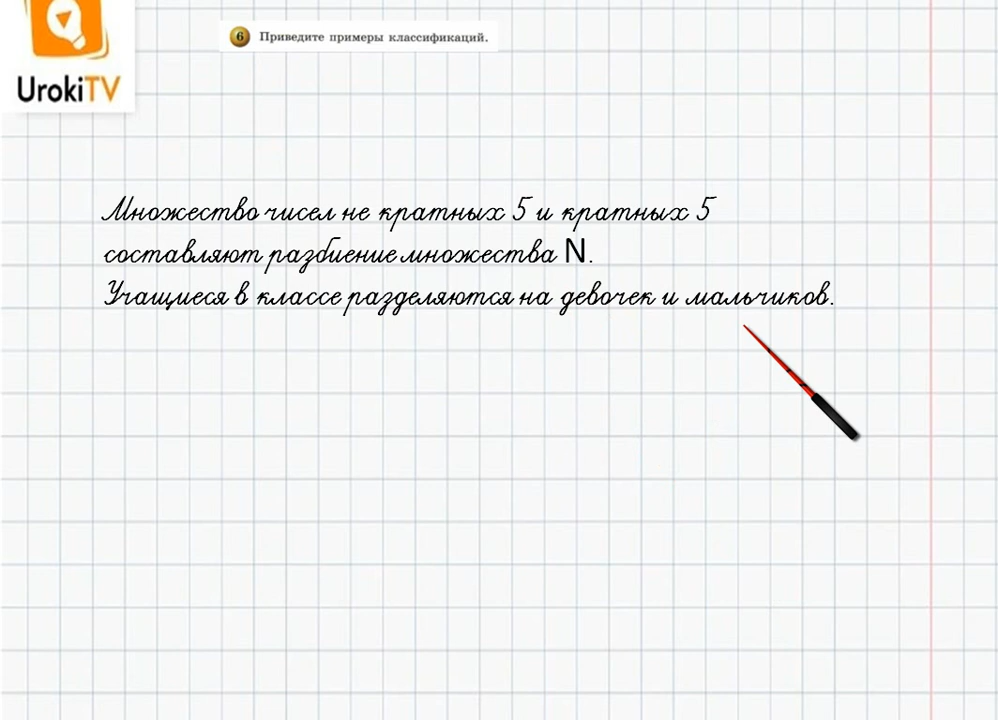 6 Приведите примеры классификаций.
UrokiTV
Множество чисел не кратных 5 и кратных 5
составляют разбиение множества N.
Учащиеся в классе разделяются на девочек и мальчиков.